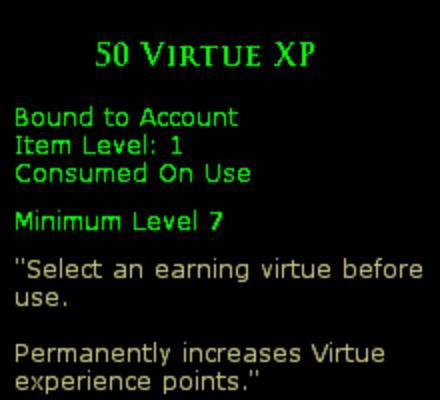 50 Virtue XP
Bound to Account
Item Level: 1
Consumed On Use
Minimum Level 7
"Select an earning virtue before
use.
Permanently increases Virtue
experience points."